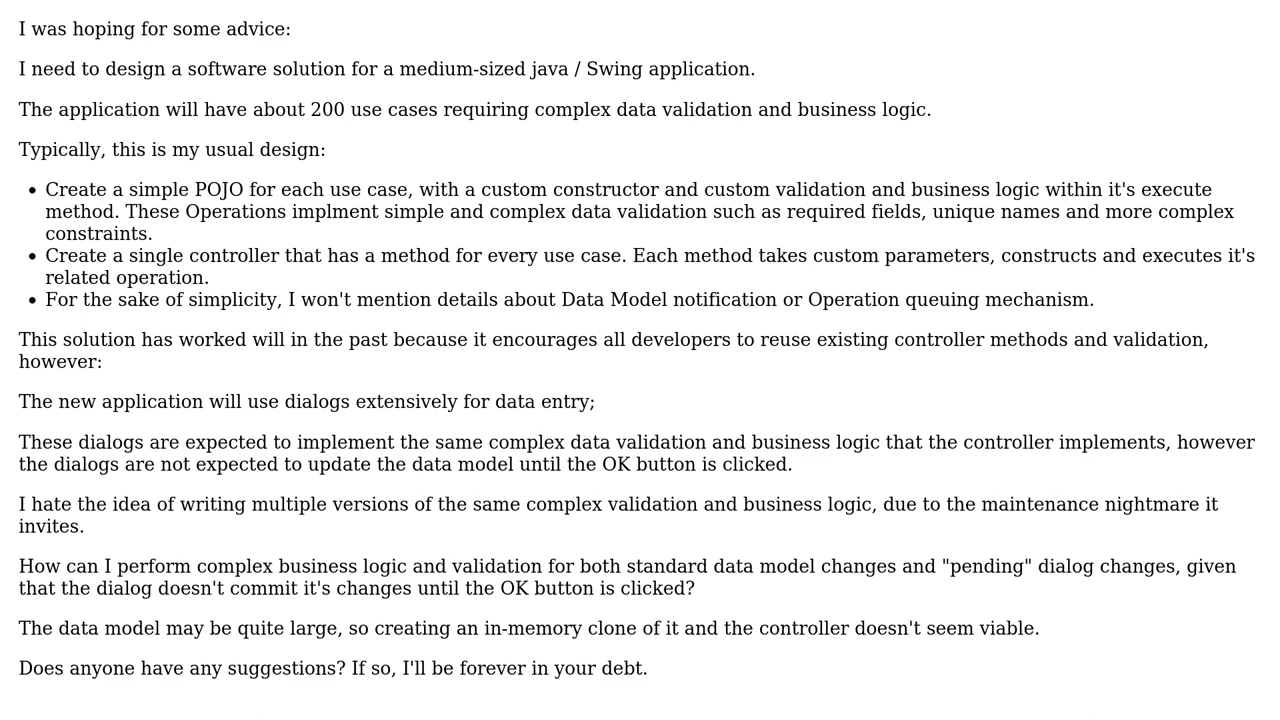 I was hoping for some advice:
I need to design a software solution for a medium-sized java / Swing application.
The application will have about 200 use cases requiring complex data validation and business logic.
Typically, this is my usual design:
• Create a simple POJO for each use case, with a custom constructor and custom validation and business logic within it's execute
method. These Operations implment simple and complex data validation such as required fields, unique names and more complex
constraints.
• Create a single controller that has a method for every use case. Each method takes custom parameters, constructs and executes it's
related operation.
• For the sake of simplicity, I won't mention details about Data Model notification or Operation queuing mechanism.
This solution has worked will in the past because it encourages all developers to reuse existing controller methods and validation,
however:
The new application will use dialogs extensively for data entry;
These dialogs are expected to implement the same complex data validation and business logic that the controller implements, however
the dialogs are not expected to update the data model until the OK button is clicked.
I hate the idea of writing multiple versions of the same complex validation and business logic, due to the maintenance nightmare it
invites.
How can I perform complex business logic and validation for both standard data model changes and "pending" dialog changes, given
that the dialog doesn't commit it's changes until the OK button is clicked?
The data model may be quite large, so creating an in-memory clone of it and the controller doesn't seem viable.
Does anyone have any suggestions? If so, I'll be forever in your debt.